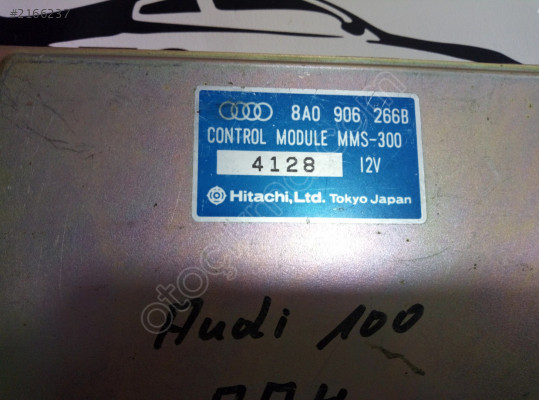 #2166237
8A0 906 266B
CONTROL MODULE MMS-300
4128 12V
Hitachi, Ltd. Tokyo Japan
Audi 100